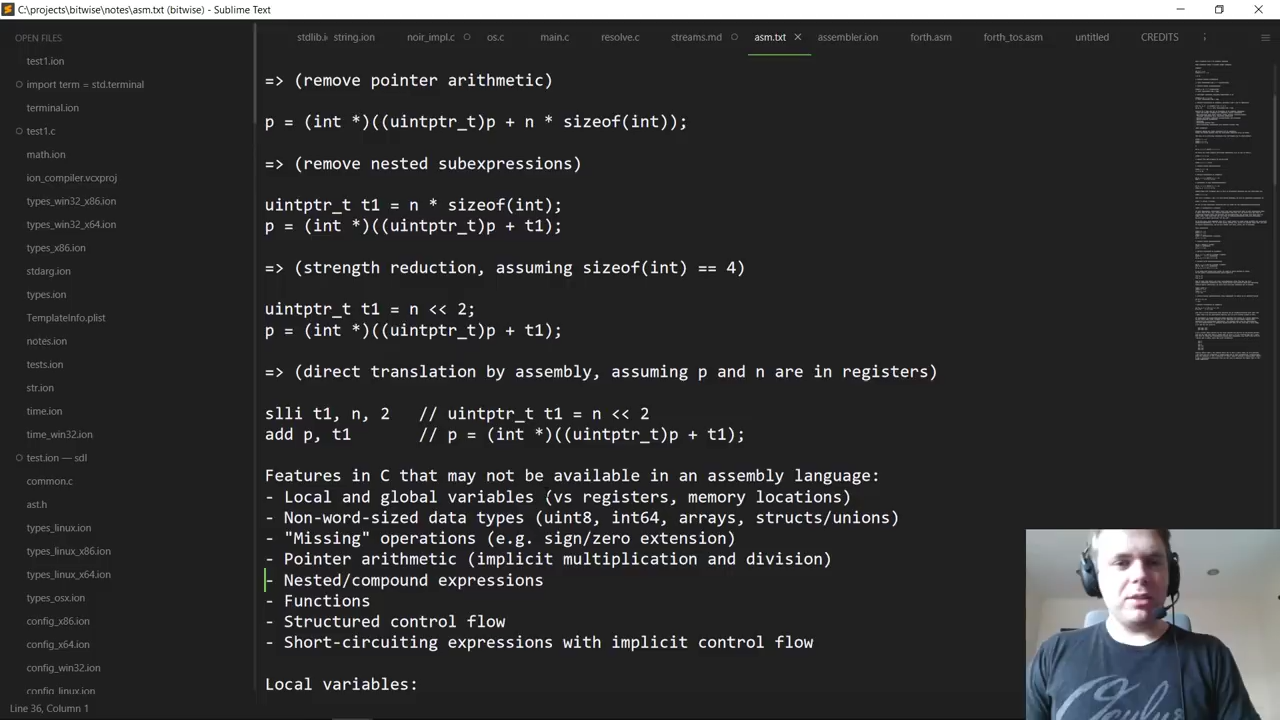 C:\projects\bitwise\notes\asm.txt (bitwise) - Sublime Text
OPEN FILES
test1.ion
import term = std.terminal
terminal.ion
test1.c
math.ion
ion_compiler.vcxproj
types_win32_x86.ion
types_win32_x64.ion
types_x86.ion
stdarg.ion
types.ion
TemplateInfo.plist
notes.ion
tests.ion
str.ion
time.ion
time_win32.ion
test.ion — sdl
common.c
ast.h
types_linux.ion
types_linux_x86.ion
types_linux_x64.ion
types_osx.ion
config_x86.ion
config_x64.ion
config_win32.ion
config_linux.ion
stdlib.i
string.ion
noir_impl.c
os.c
main.c
resolve.c
streams.md
asm.txt
assembler.ion
forth.asm
forth_tos.asm
untitled
CREDITS
=> (remove pointer arithmetic)
p = (int *)((uintptr_t)p + n * sizeof(int));
=> (remove nested subexpressions)
uintptr_t t1 = n * sizeof(int);
p = (int *)((uintptr_t)p + t1);
=> (strength reduction, assuming sizeof(int) == 4)
uintptr_t t1 = n << 2;
p = (int *)((uintptr_t)p + t1);
=> (direct translation by assembly, assuming p and n are in registers)
slli t1, n, 2 // uintptr_t t1 = n << 2
add p, t1 // p = (int *)((uintptr_t)p + t1);
Features in C that may not be available in an assembly language:
- Local and global variables (vs registers, memory locations)
- Non-word-sized data types (uint8, int64, arrays, structs/unions)
- "Missing" operations (e.g. sign/zero extension)
- Pointer arithmetic (implicit multiplication and division)
- Nested/compound expressions
- Functions
- Structured control flow
- Short-circuiting expressions with implicit control flow
Local variables:
Line 36, Column 1